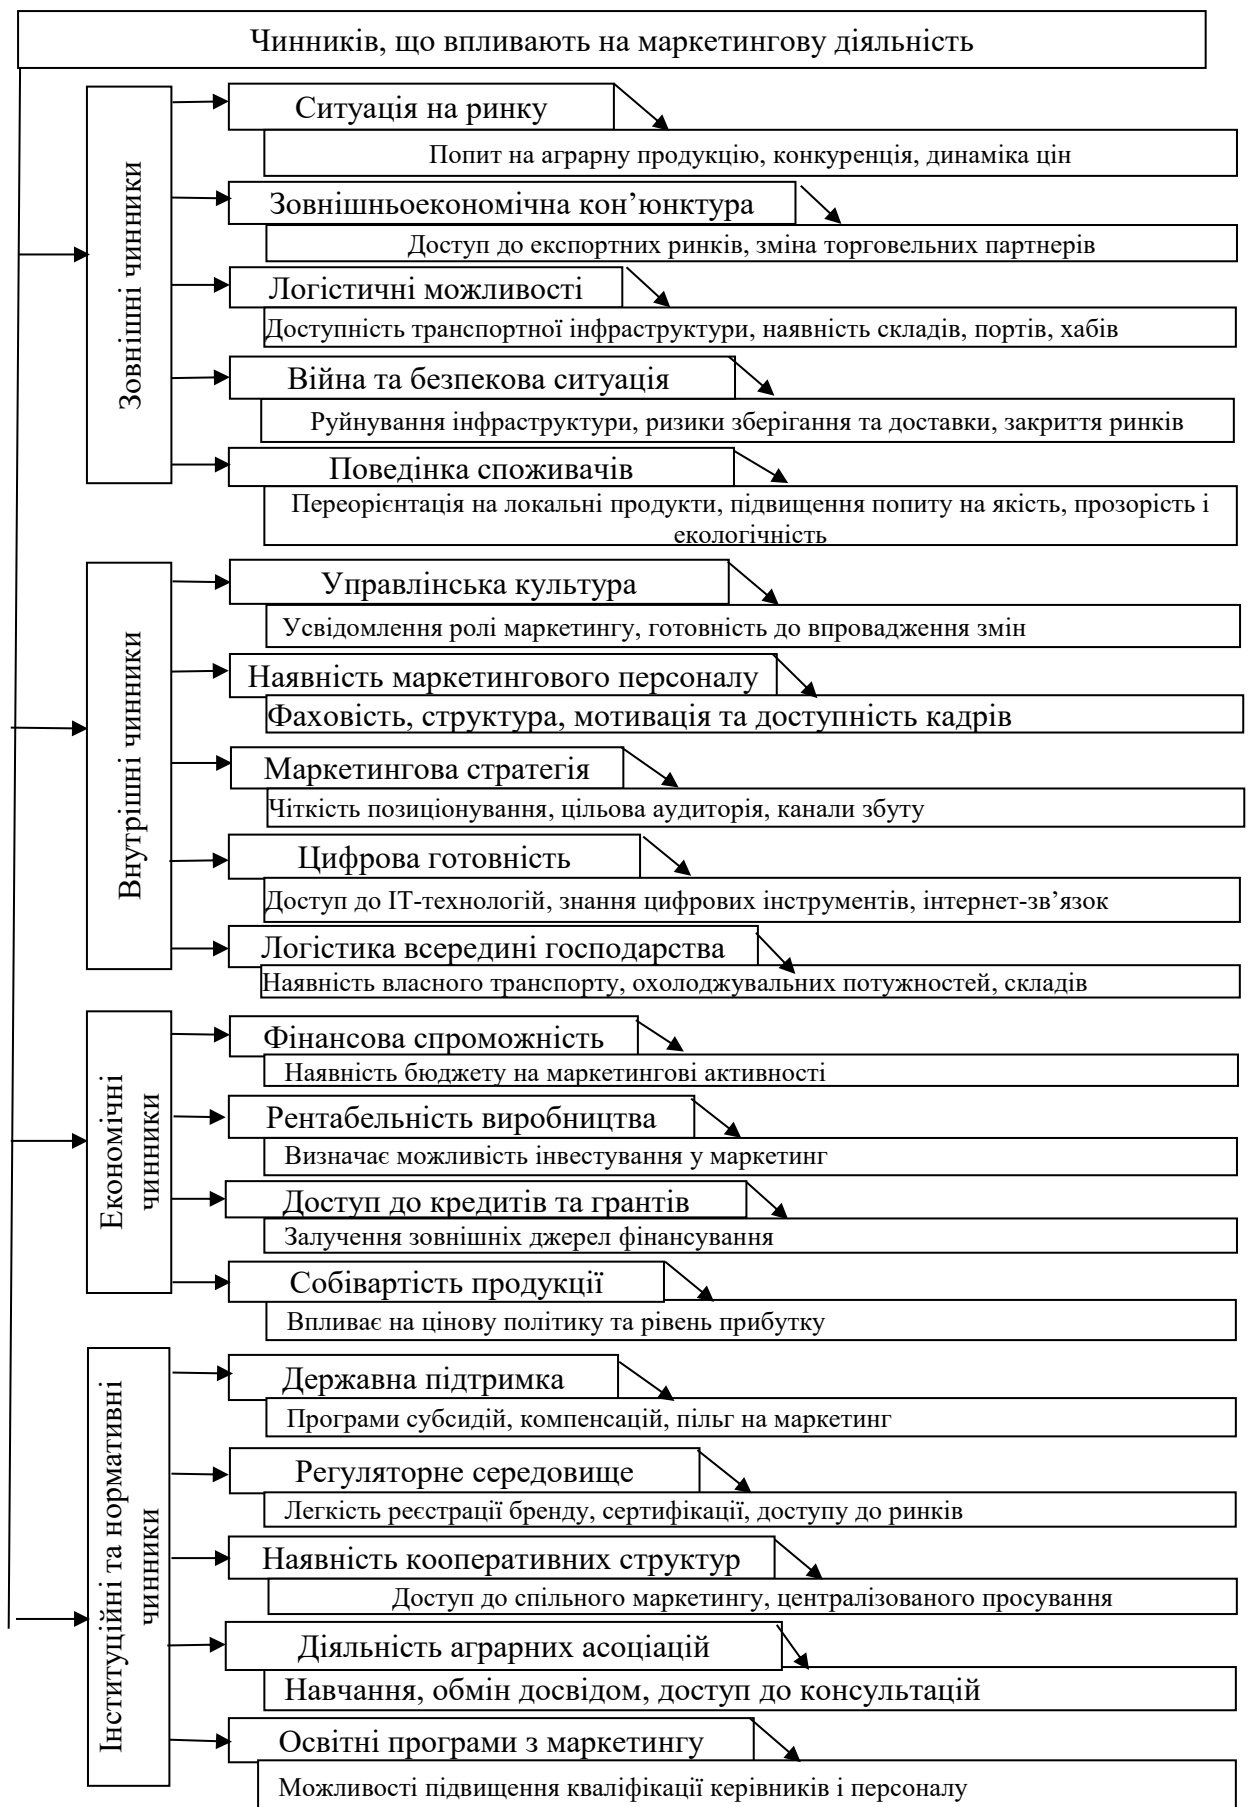 Чинників, що впливають на маркетингову діяльність
Зовнішні чинники
Ситуація на ринку
Попит на аграрну продукцію, конкуренція, динаміка цін
Зовнішньоекономічна кон’юнктура
Доступ до експортних ринків, зміна торговельних партнерів
Логістичні можливості
Доступність транспортної інфраструктури, наявність складів, портів, хабів
Війна та безпекова ситуація
Руйнування інфраструктури, ризики зберігання та доставки, закриття ринків
Поведінка споживачів
Переорієнтація на локальні продукти, підвищення попиту на якість, прозорість і
екологічність
Внутрішні чинники
Управлінська культура
Усвідомлення ролі маркетингу, готовність до впровадження змін
Наявність маркетингового персоналу
Фаховість, структура, мотивація та доступність кадрів
Маркетингова стратегія
Чіткість позиціонування, цільова аудиторія, канали збуту
Цифрова готовність
Доступ до ІТ-технологій, знання цифрових інструментів, інтернет-зв’язок
Логістика всередині господарства
Наявність власного транспорту, охолоджувальних потужностей, складів
Економічні
чинники
Фінансова спроможність
Наявність бюджету на маркетингові активності
Рентабельність виробництва
Визначає можливість інвестування у маркетинг
Доступ до кредитів та грантів
Залучення зовнішніх джерел фінансування
Собівартість продукції
Впливає на цінову політику та рівень прибутку
Інституційні та нормативні
чинники
Державна підтримка
Програми субсидій, компенсацій, пільг на маркетинг
Регуляторне середовище
Легкість реєстрації бренду, сертифікації, доступу до ринків
Наявність кооперативних структур
Доступ до спільного маркетингу, централізованого просування
Діяльність аграрних асоціацій
Навчання, обмін досвідом, доступ до консультацій
Освітні програми з маркетингу
Можливості підвищення кваліфікації керівників і персоналу